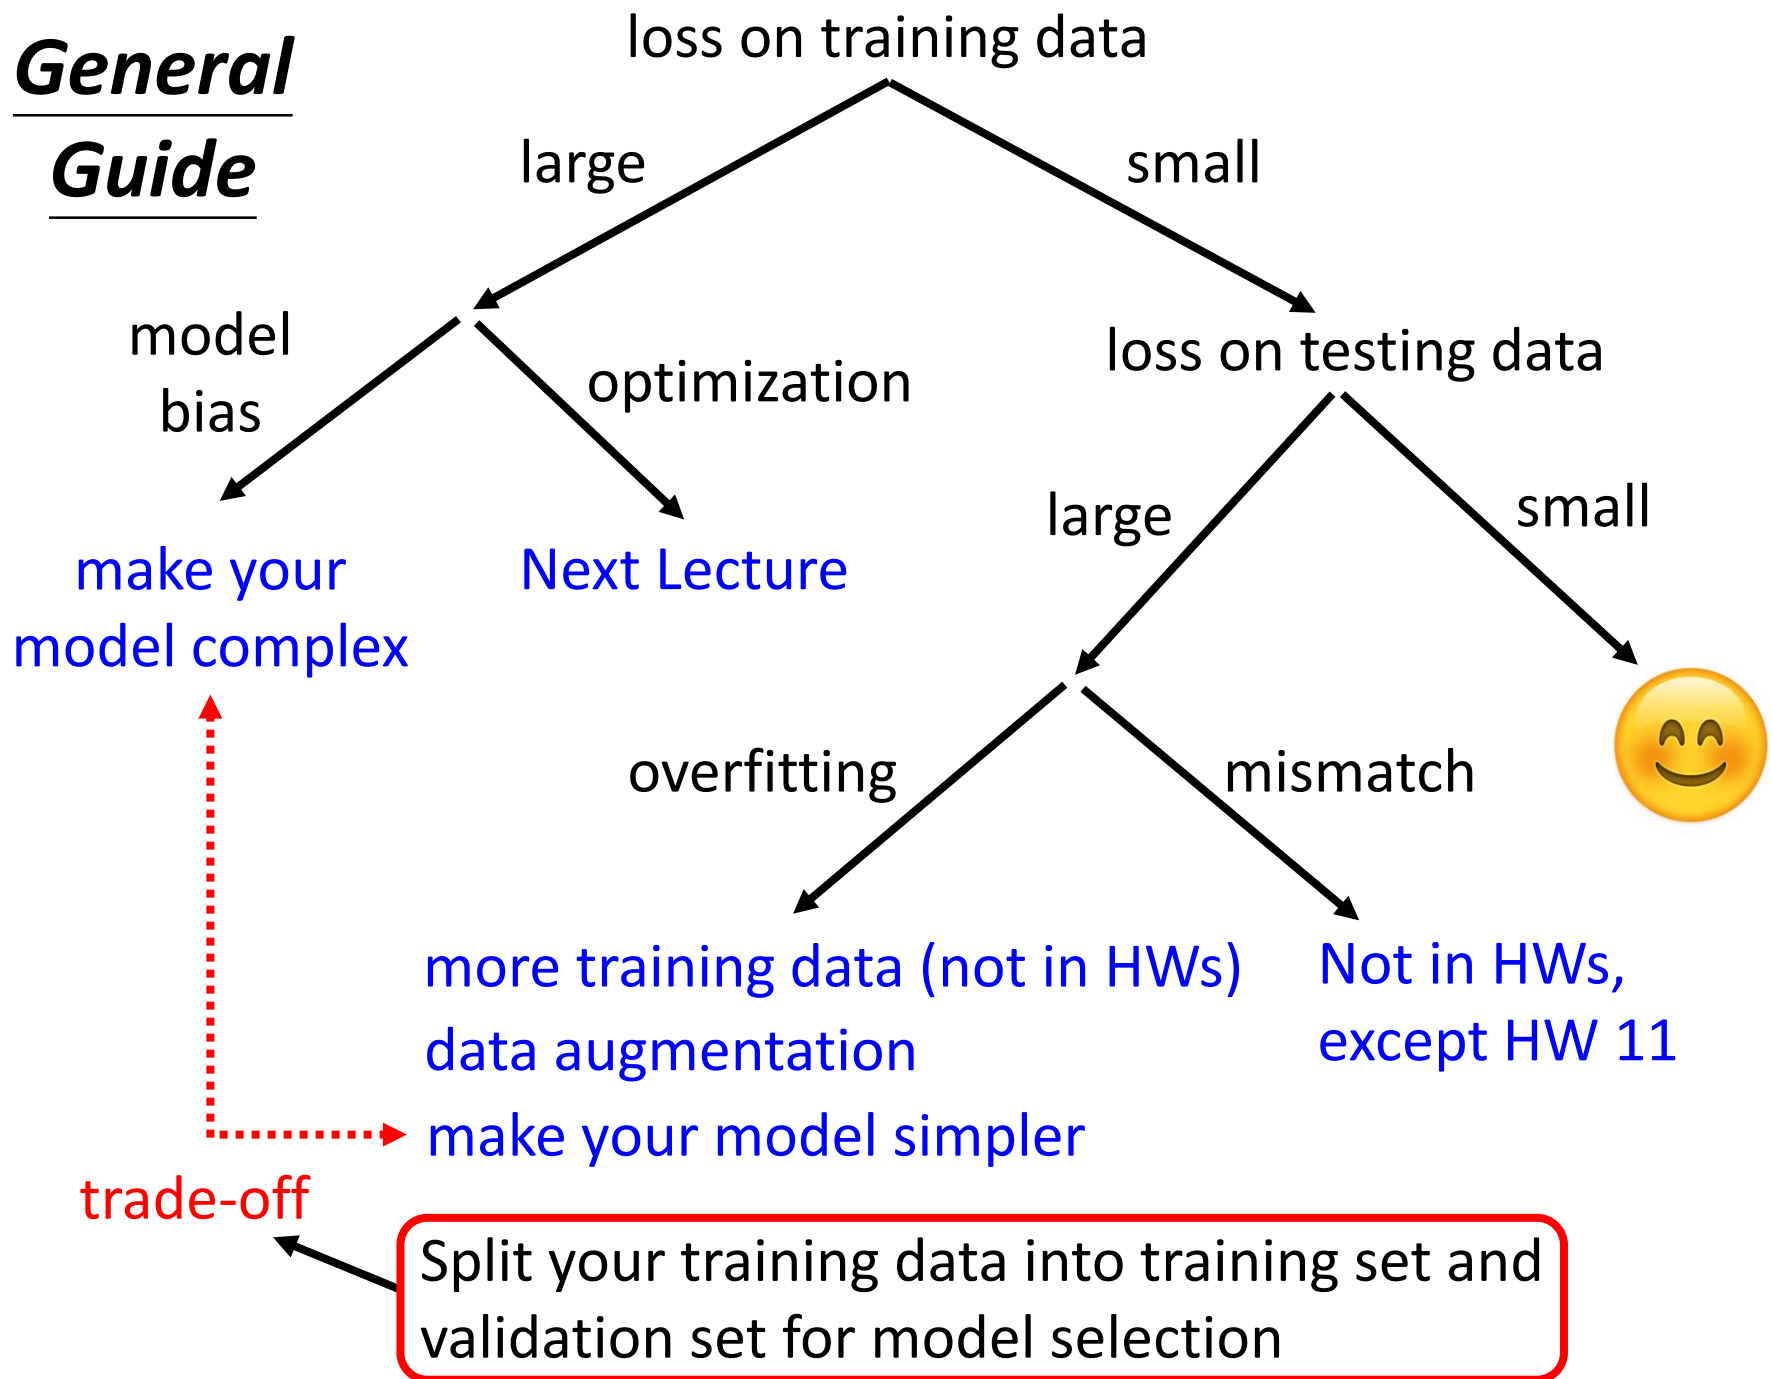 General
Guide
loss on training data
large
small
model
bias
optimization
loss on testing data
make your
model complex
Next Lecture
large
small
overfitting
mismatch
more training data (not in HWs)
data augmentation
make your model simpler
Not in HWs,
except HW 11
trade-off
Split your training data into training set and
validation set for model selection